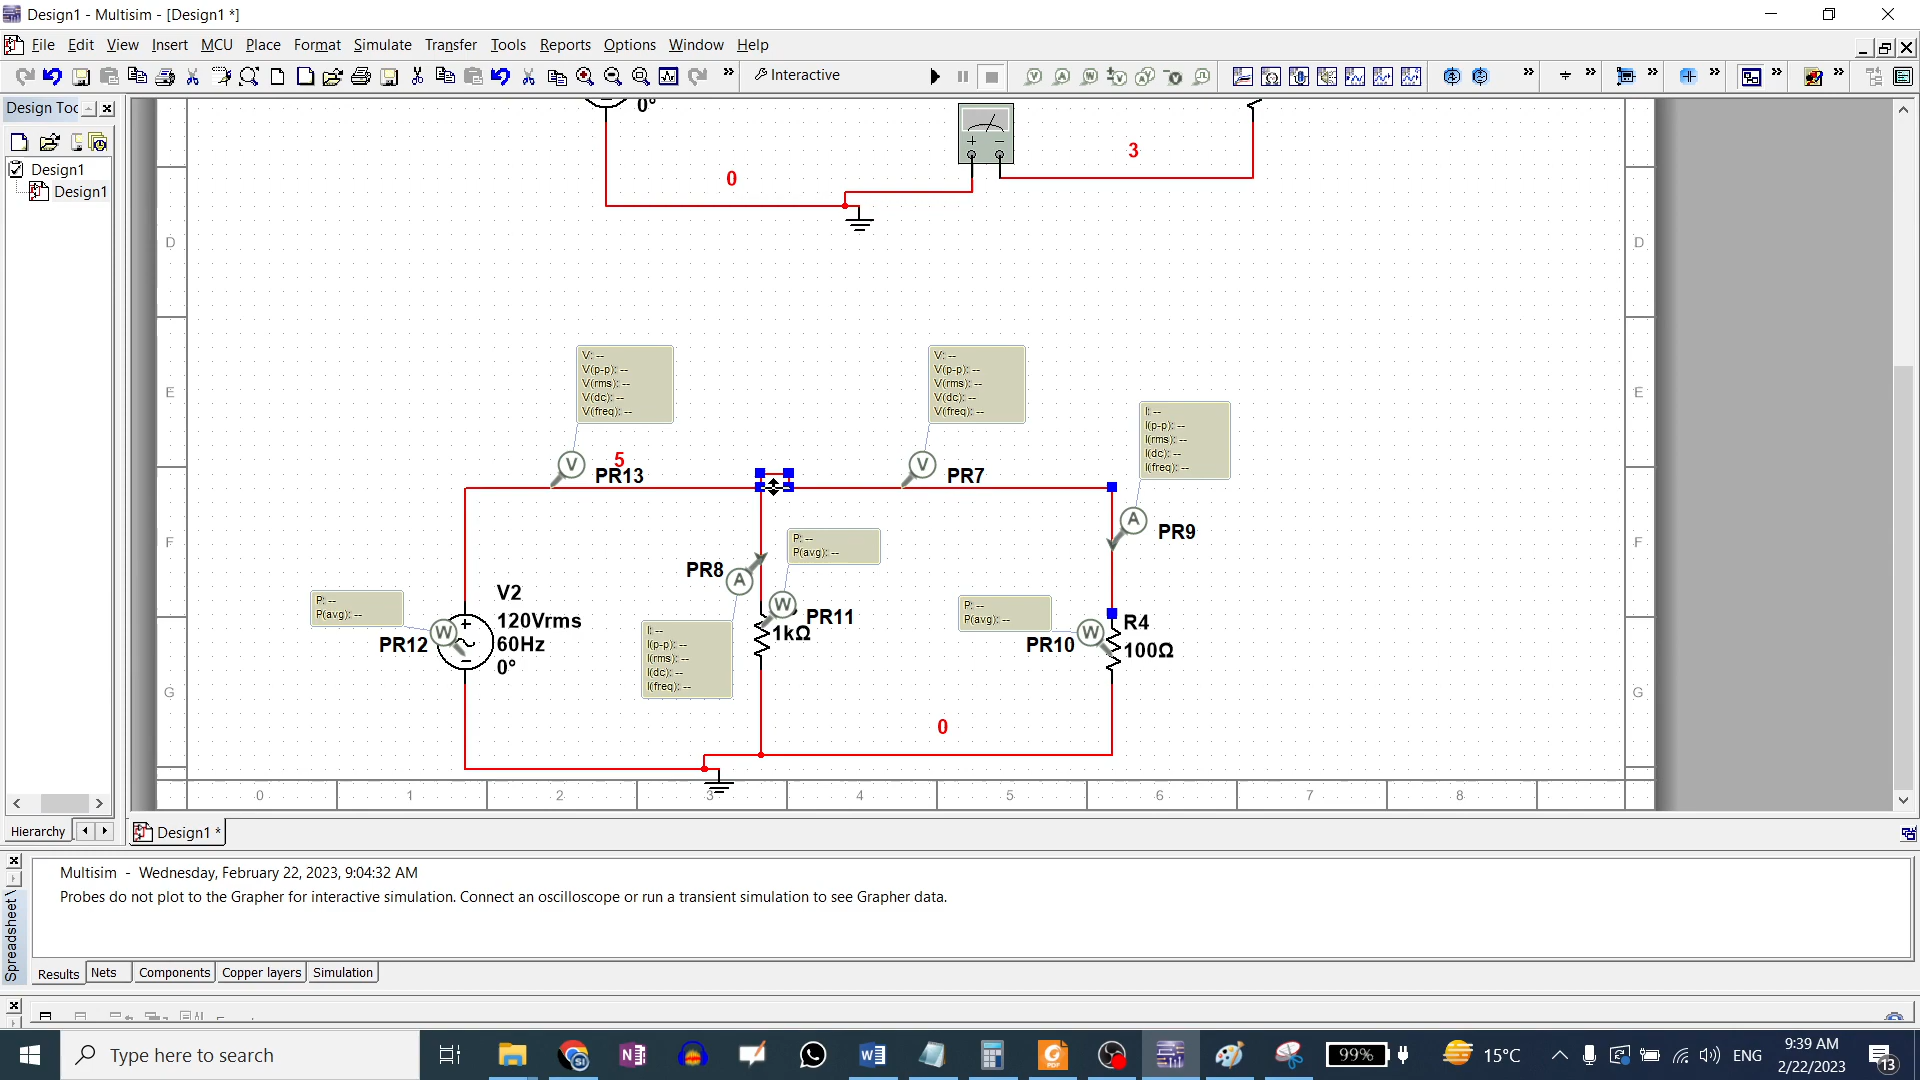 Design1 - Multisim - [Design1 *]
File Edit View Insert MCU Place Format Simulate Transfer Tools Reports Options Window Help
Interactive
Design Toc
Design1
Design1
Hierarchy
0°
0
3
D
D
E
E
F
F
G
G
V: --
V(p-p): --
V(rms): --
V(dc): --
V(freq): --
V: --
V(p-p): --
V(rms): --
V(dc): --
V(freq): --
I: --
I(p-p): --
I(rms): --
I(dc): --
I(freq): --
V
5
PR13
V
PR7
A
PR9
P: --
P(avg): --
PR8
A
W
PR11
1kΩ
I: --
I(p-p): --
I(rms): --
I(dc): --
I(freq): --
P: --
P(avg): --
PR12
W
V2
120Vrms
60Hz
0°
P: --
P(avg): --
PR10
W
R4
100Ω
0
0 1 2 3 4 5 6 7 8
Design1 *
Multisim - Wednesday, February 22, 2023, 9:04:32 AM
Probes do not plot to the Grapher for interactive simulation. Connect an oscilloscope or run a transient simulation to see Grapher data.
Spreadsheet \
Results Nets Components Copper layers Simulation
Type here to search
99%
15°C
ENG
9:39 AM
2/22/2023
13